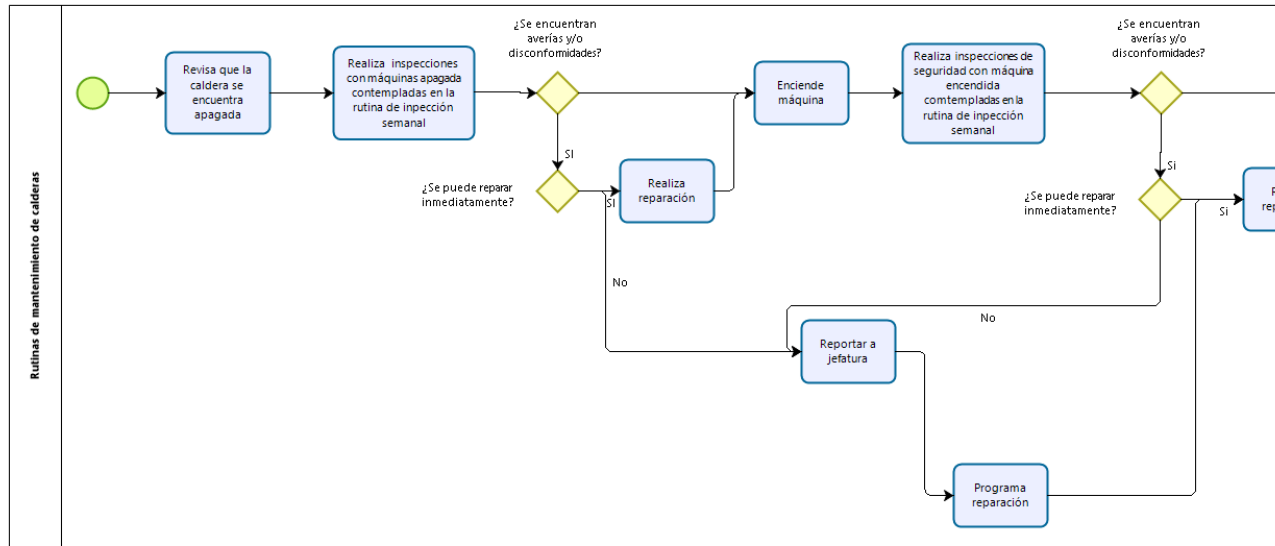 Rutinas de mantenimiento de calderas
Revisa que la
caldera se
encuentra
apagada
Realiza inspecciones
con máquinas apagada
contempladas en la
rutina de inpección
semanal
¿Se encuentran
averías y/o
disconformidades?
SI
¿Se puede reparar
inmediatamente?
SI
Realiza
reparación
No
Enciende
máquina
Realiza inspecciones de
seguridad con máquina
encendida
comtempladas en la
rutina de inpección
semanal
¿Se encuentran
averías y/o
disconformidades?
Si
¿Se puede reparar
inmediatamente?
Si
No
Reportar a
jefatura
Programa
reparación